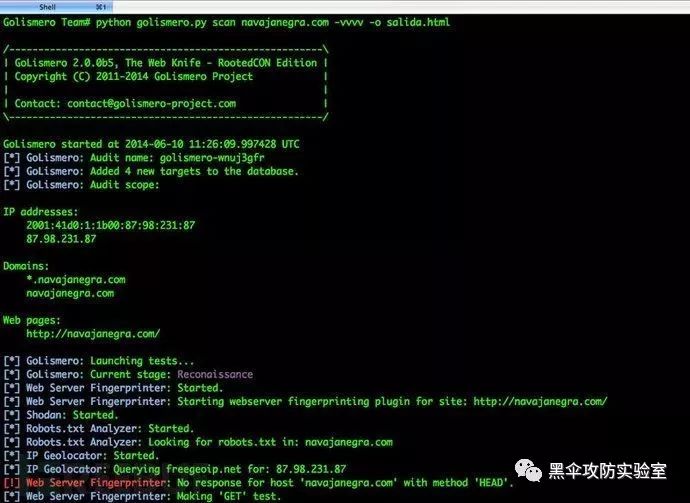 Shell
⌘1
GoLismero Team# python golismero.py scan navajanegra.com -vvvv -o salida.html
/----------------------------------------------\
| GoLismero 2.0.0b5, The Web Knife - RootedCON Edition |
| Copyright (C) 2011-2014 GoLismero Project |
| |
| Contact: contact@golismero-project.com |
\----------------------------------------------/
GoLismero started at 2014-06-10 11:26:09.997428 UTC
[*] GoLismero: Audit name: golismero-wnuj3gfr
[*] GoLismero: Added 4 new targets to the database.
[*] GoLismero: Audit scope:
IP addresses:
2001:41d0:1:1b00:87:98:231:87
87.98.231.87
Domains:
*.navajanegra.com
navajanegra.com
Web pages:
http://navajanegra.com/
[*] GoLismero: Launching tests...
[*] GoLismero: Current stage: Reconaissance
[*] Web Server Fingerprinter: Started.
[*] Web Server Fingerprinter: Starting webserver fingerprinting plugin for site: http://navajanegra.com/
[*] Shodan: Started.
[*] Robots.txt Analyzer: Started.
[*] Robots.txt Analyzer: Looking for robots.txt in: navajanegra.com
[*] IP Geolocator: Started.
[*] IP Geolocator: Querying freegeoip.net for: 87.98.231.87
[!] Web Server Fingerprinter: No response for host 'navajanegra.com' with method 'HEAD'.
[*] Web Server Fingerprinter: Making 'GET' test.
黑伞攻防实验室